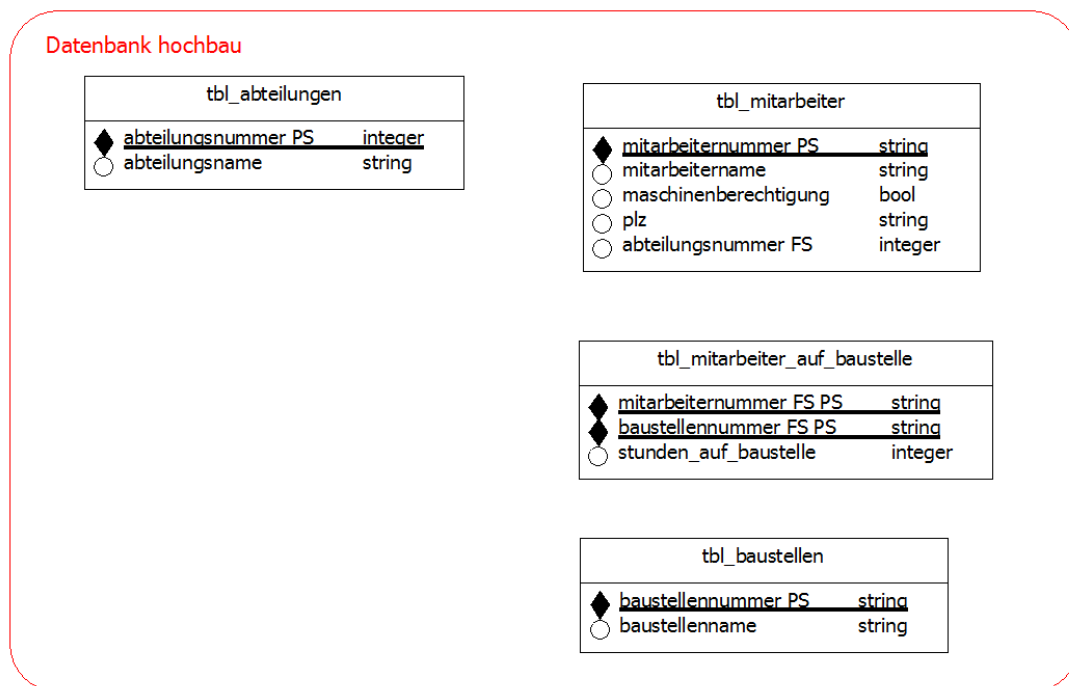 Datenbank hochbau
tbl_abteilungen
abteilungsnummer PS integer
abteilungsname string
tbl_mitarbeiter
mitarbeiternummer PS string
mitarbeitername string
maschinenberechtigung bool
plz string
abteilungsnummer FS integer
tbl_mitarbeiter_auf_baustelle
mitarbeiternummer FS PS string
baustellennummer FS PS string
stunden_auf_baustelle integer
tbl_baustellen
baustellennummer PS string
baustellenname string